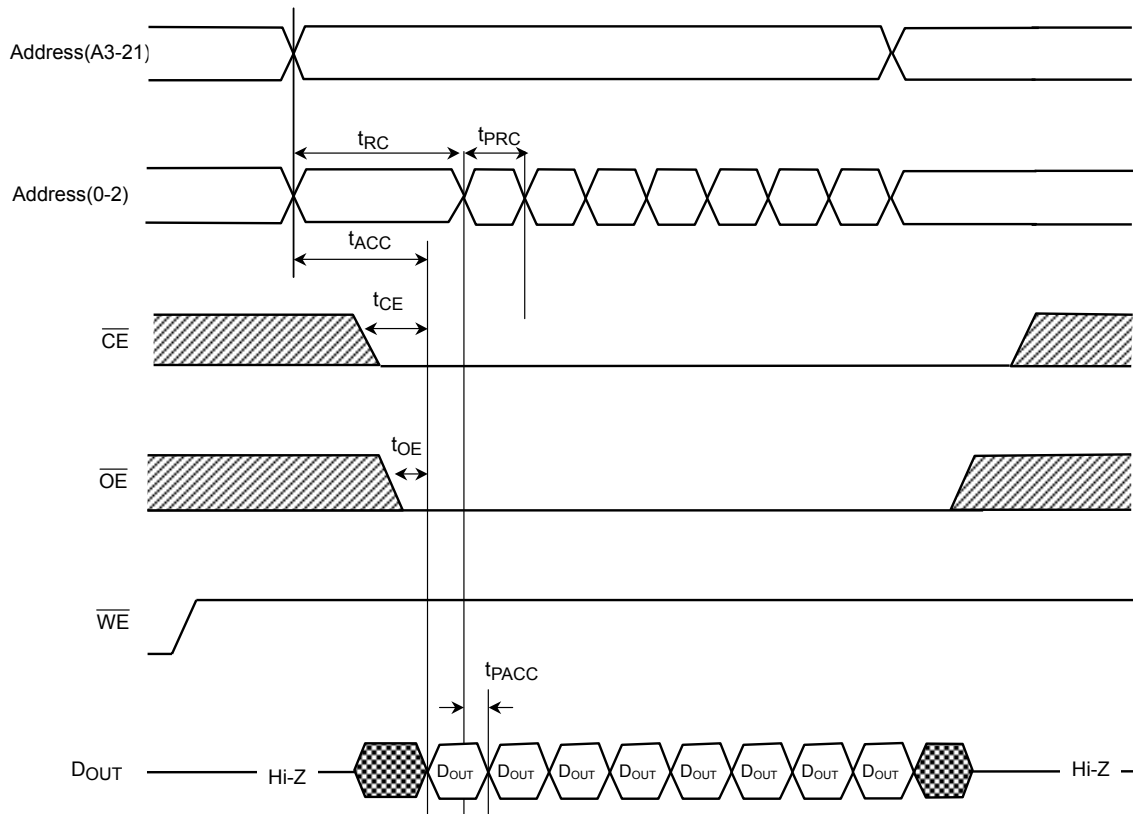 Address(A3-21)
tRC
tPRC
Address(0-2)
tACC
tCE
CE
tOE
OE
WE
tPACC
DOUT
Hi-Z
DOUT DOUT DOUT DOUT DOUT DOUT DOUT DOUT
Hi-Z